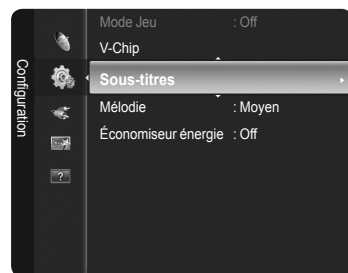 Configuration
Mode Jeu : Off
V-Chip
Sous-titres
Mélodie : Moyen
Économiseur énergie : Off
?